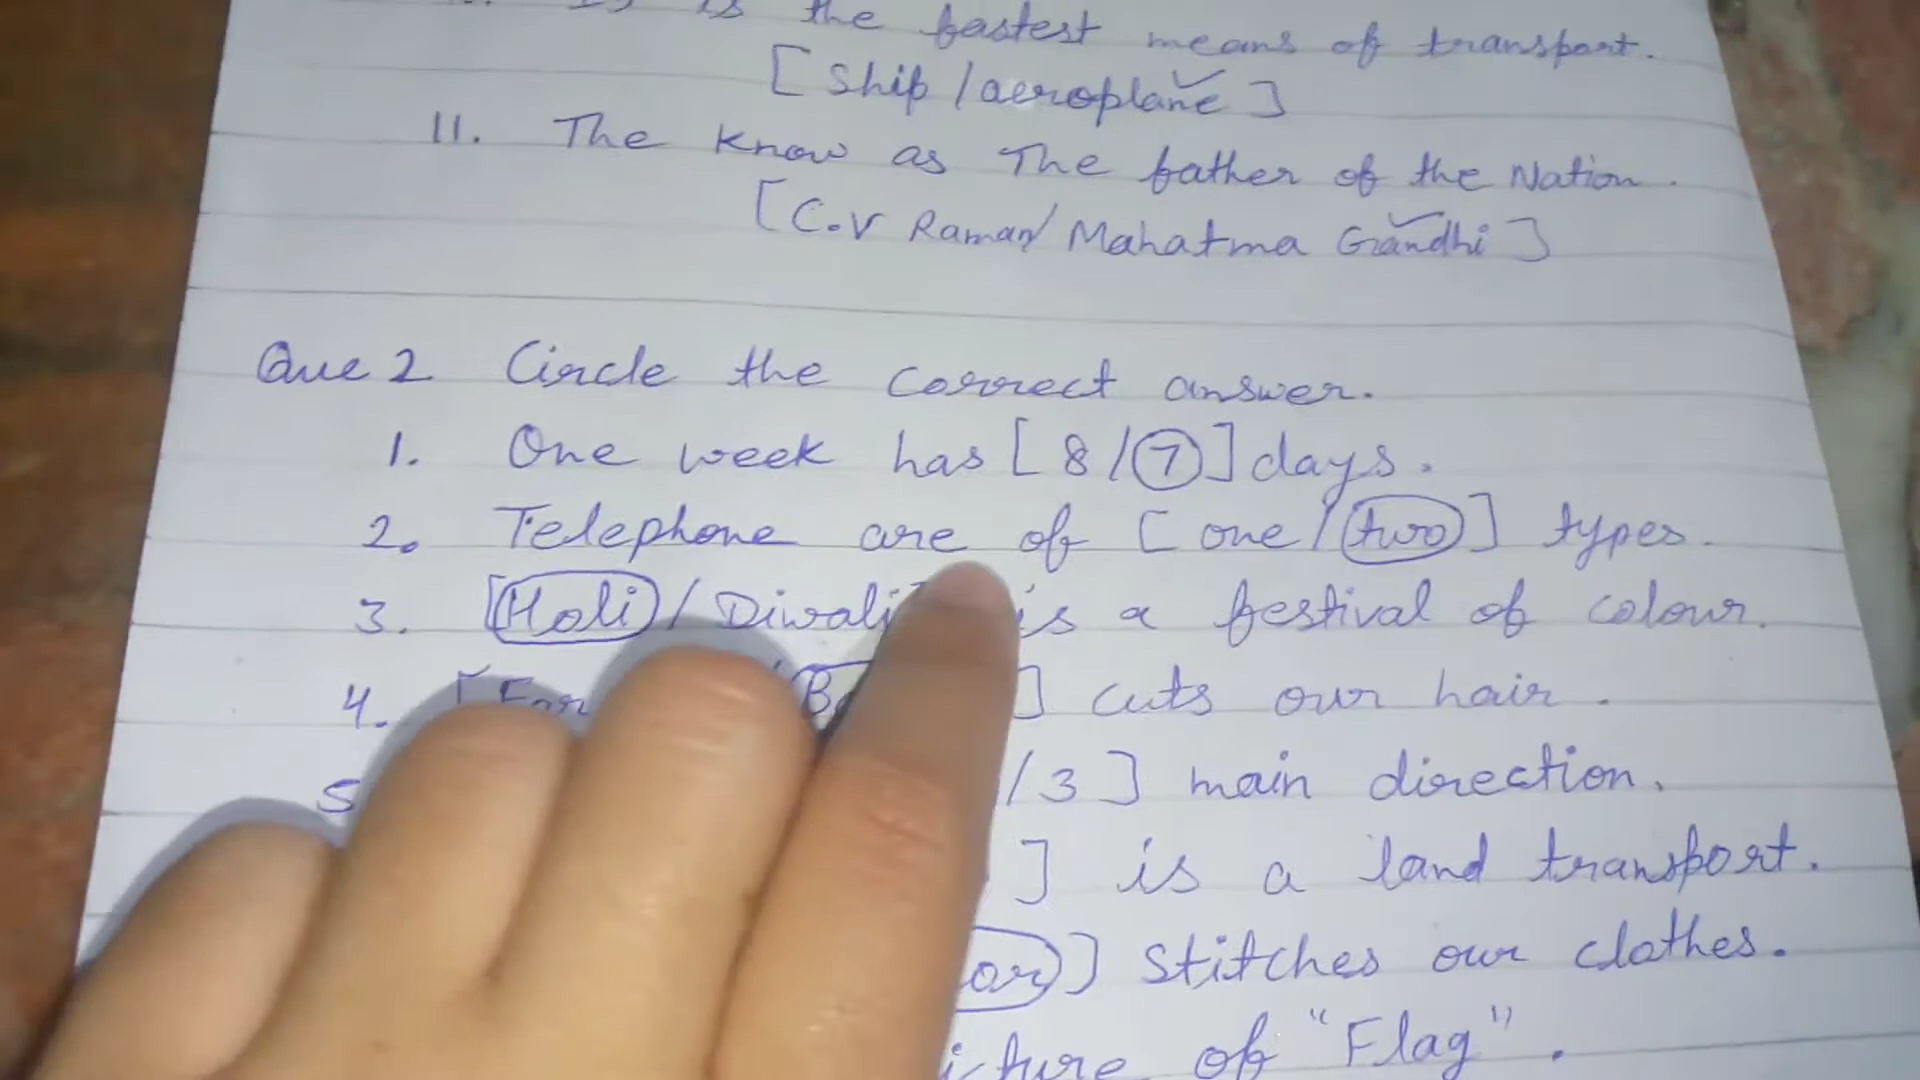 is the fastest means of transport.
[Ship / aeroplane]
11. The Know as The father of the Nation.
[C.V Raman / Mahatma Gandhi]
Que 2 Circle the correct answer.
1. One week has [8/7] days.
2. Telephone are of [one/two] types.
3. [Holi / Diwali is a festival of colour.
4. ] cuts our hair.
5 /3] main direction.
] is a land transport.
] stitches our clothes.
of "Flag".